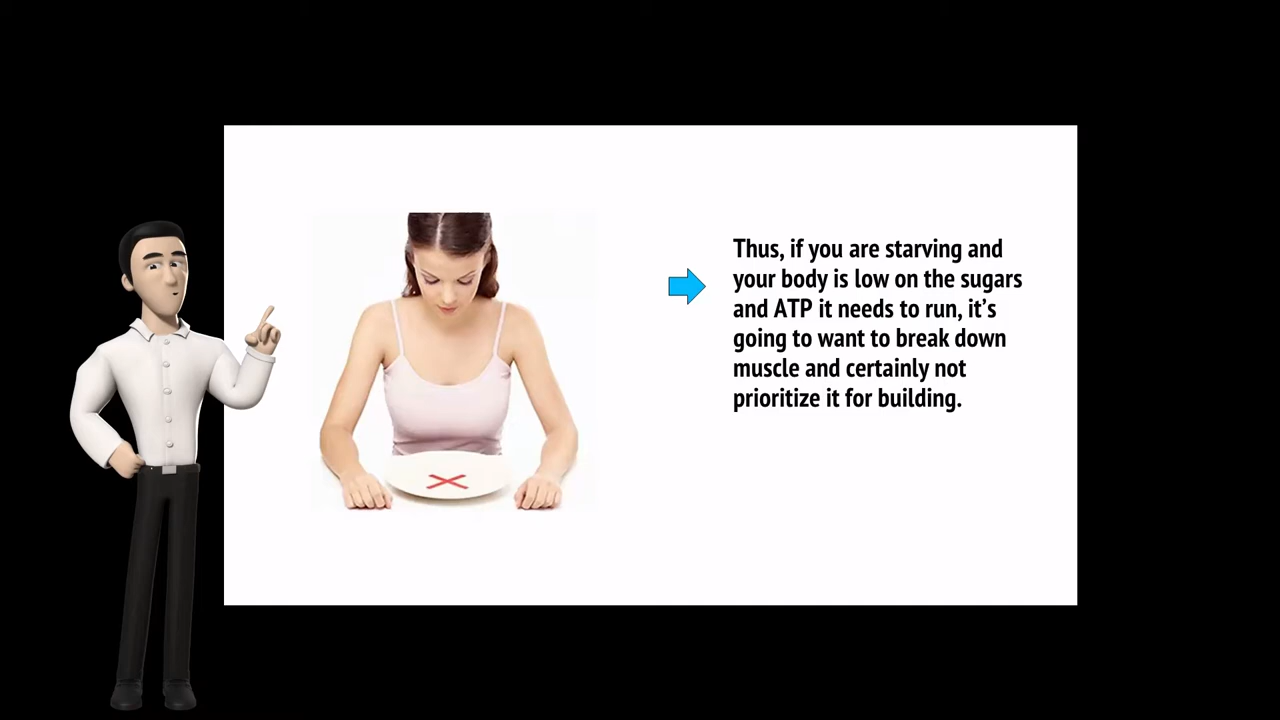 Thus, if you are starving and
your body is low on the sugars
and ATP it needs to run, it’s
going to want to break down
muscle and certainly not
prioritize it for building.